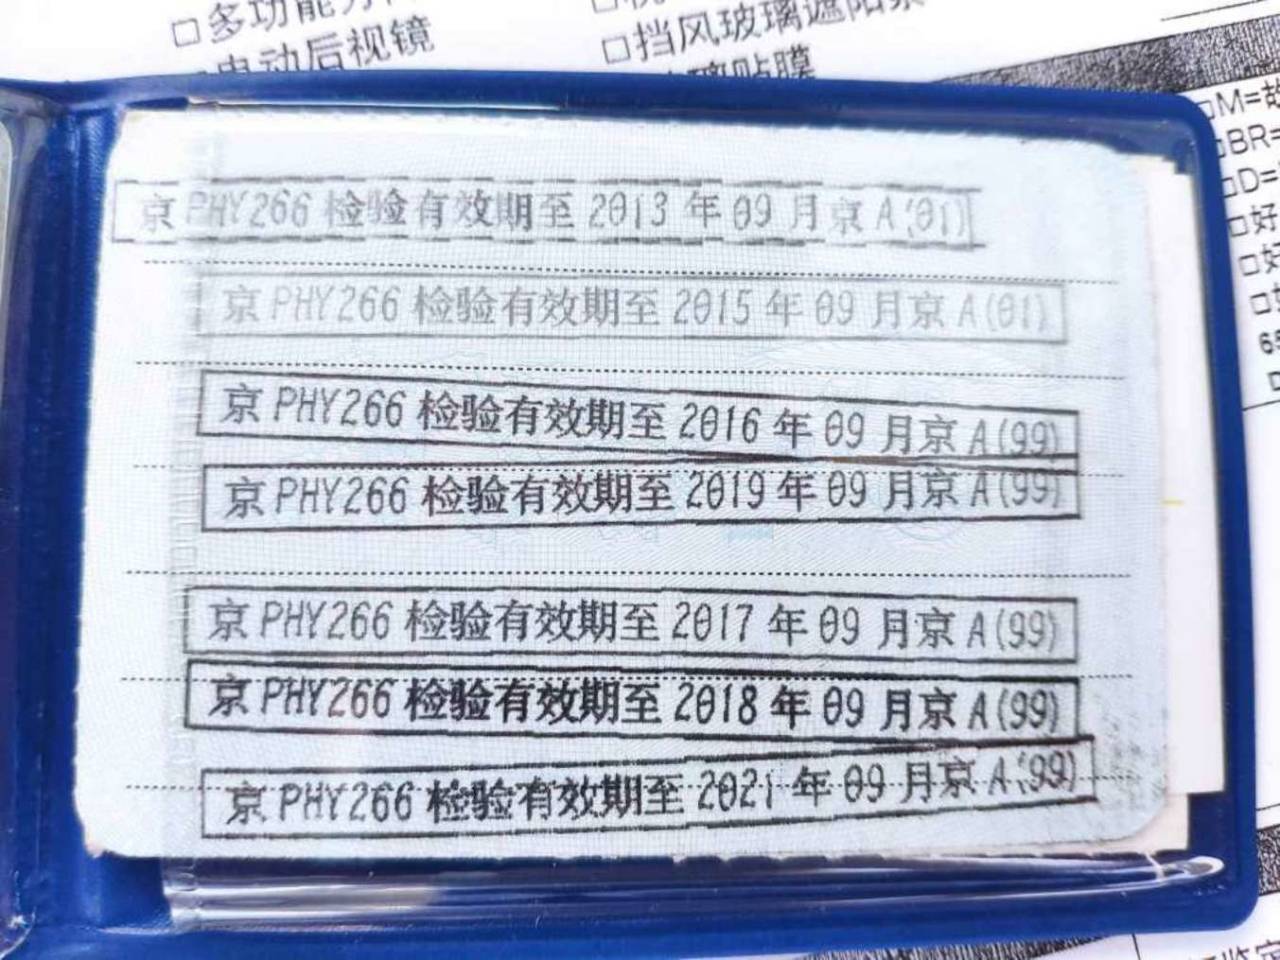 □多功能方
□挡风玻璃遮阳
电动后视镜
贴膜
□M=
□BR=
□D=
□好
京PHY266 检验有效期至 2013 年 09 月京 A(01)
京PHY266 检验有效期至 2015 年 09 月京 A(01)
京PHY266 检验有效期至 2016 年 09 月京 A(99)
京PHY266 检验有效期至 2019 年 09 月京 A(99)
京PHY266 检验有效期至 2017 年 09 月京 A(99)
京PHY266 检验有效期至 2018 年 09 月京 A(99)
京PHY266 检验有效期至 2021 年 09 月京 A(99)